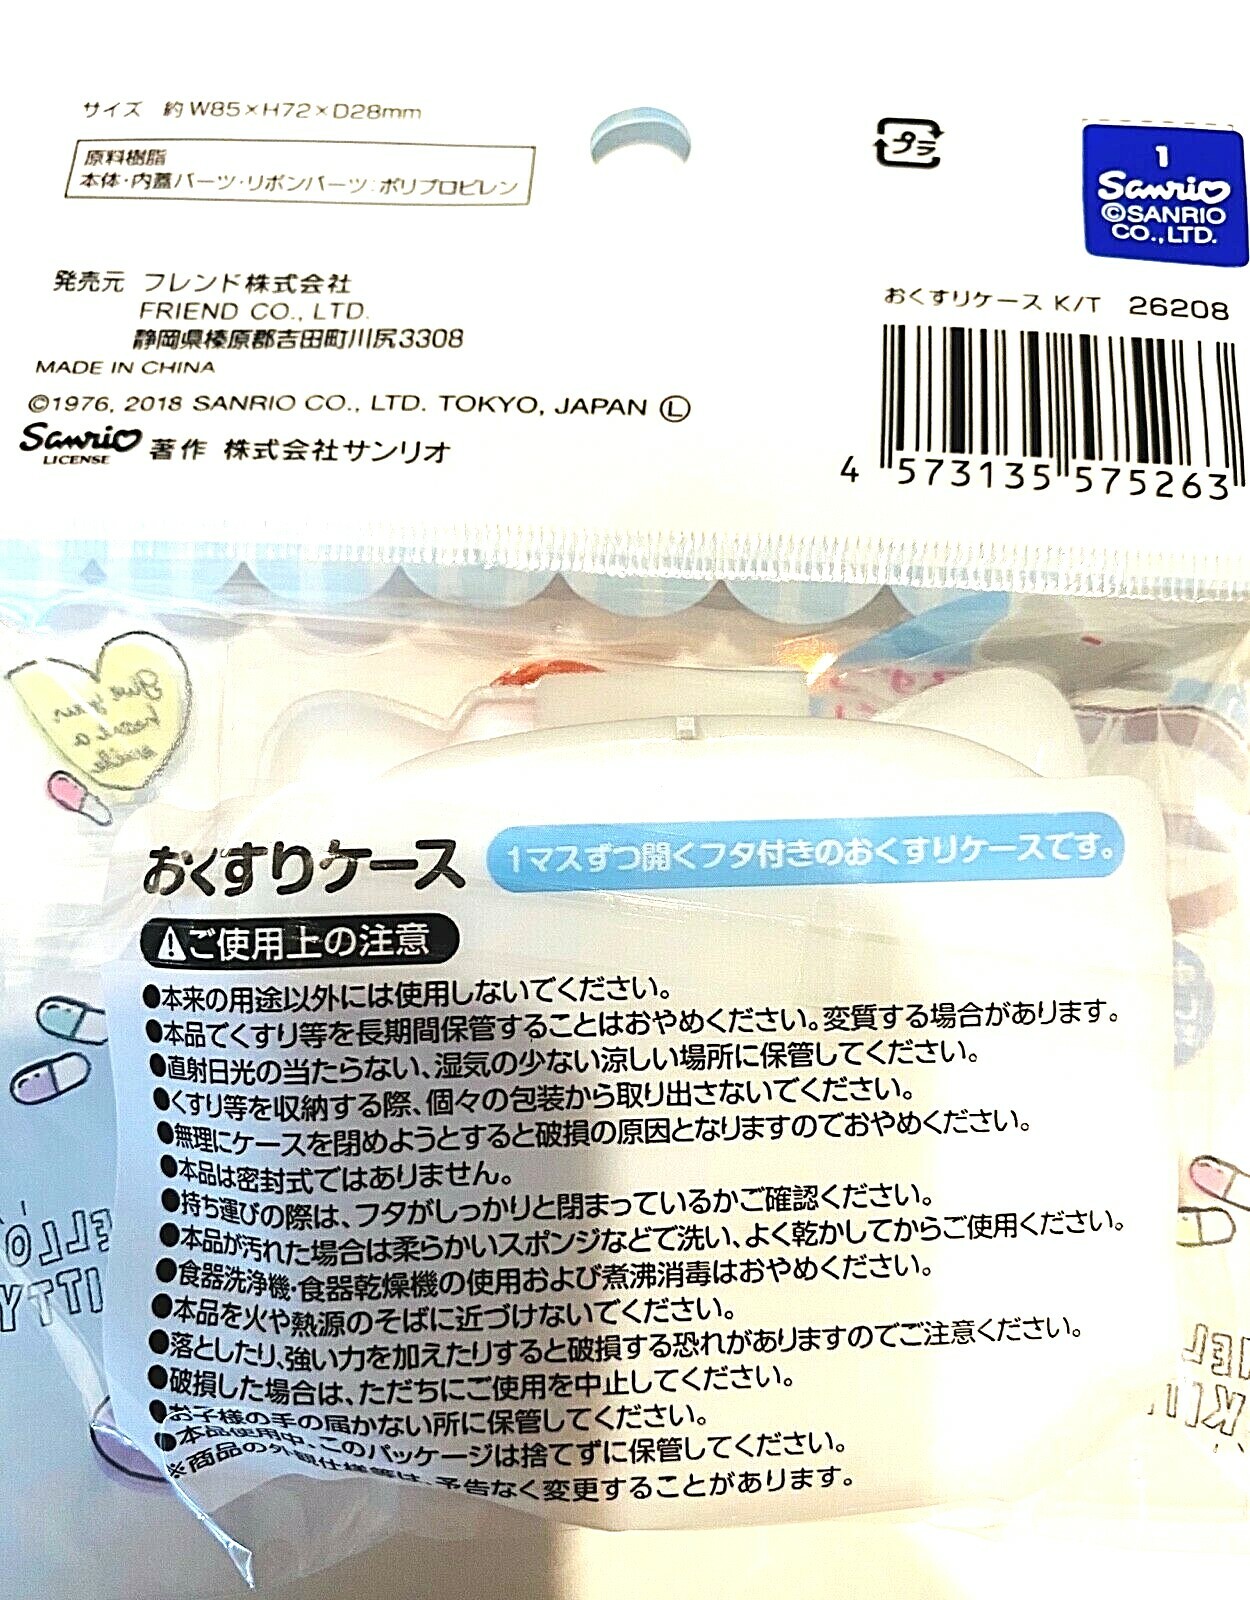 サイズ 約W85×H72×D28mm
原料樹脂
本体・内蓋パーツ・リボンパーツ:ポリプロピレン
プラ
1
Sanrio
©SANRIO
CO.,LTD.
発売元 フレンド株式会社
FRIEND CO., LTD.
静岡県榛原郡吉田町川尻3308
MADE IN CHINA
©1976, 2018 SANRIO CO., LTD. TOKYO, JAPAN Ⓛ
Sanrio LICENSE 著作 株式会社サンリオ
おくすりケース K/T 26208
4 573135 575263
おくすりケース
1マスずつ開くフタ付きのおくすりケースです。
⚠ご使用上の注意
●本来の用途以外には使用しないでください。
●本品でくすり等を長期間保管することはおやめください。変質する場合があります。
●直射日光の当たらない、湿気の少ない涼しい場所に保管してください。
●くすり等を収納する際、個々の包装から取り出さないでください。
●無理にケースを閉めようとすると破損の原因となりますのでおやめください。
●本品は密封式ではありません。
●持ち運びの際は、フタがしっかりと閉まっているかご確認ください。
●本品が汚れた場合は柔らかいスポンジなどで洗い、よく乾かしてからご使用ください。
●食器洗浄機・食器乾燥機の使用および煮沸消毒はおやめください。
●本品を火や熱源のそばに近づけないでください。
●落としたり、強い力を加えたりすると破損する恐れがありますのでご注意ください。
●破損した場合は、ただちにご使用を中止してください。
●お子様の手の届かない所に保管してください。
●本品使用中、このパッケージは捨てずに保管してください。
※商品の外観仕様等は、予告なく変更することがあります。